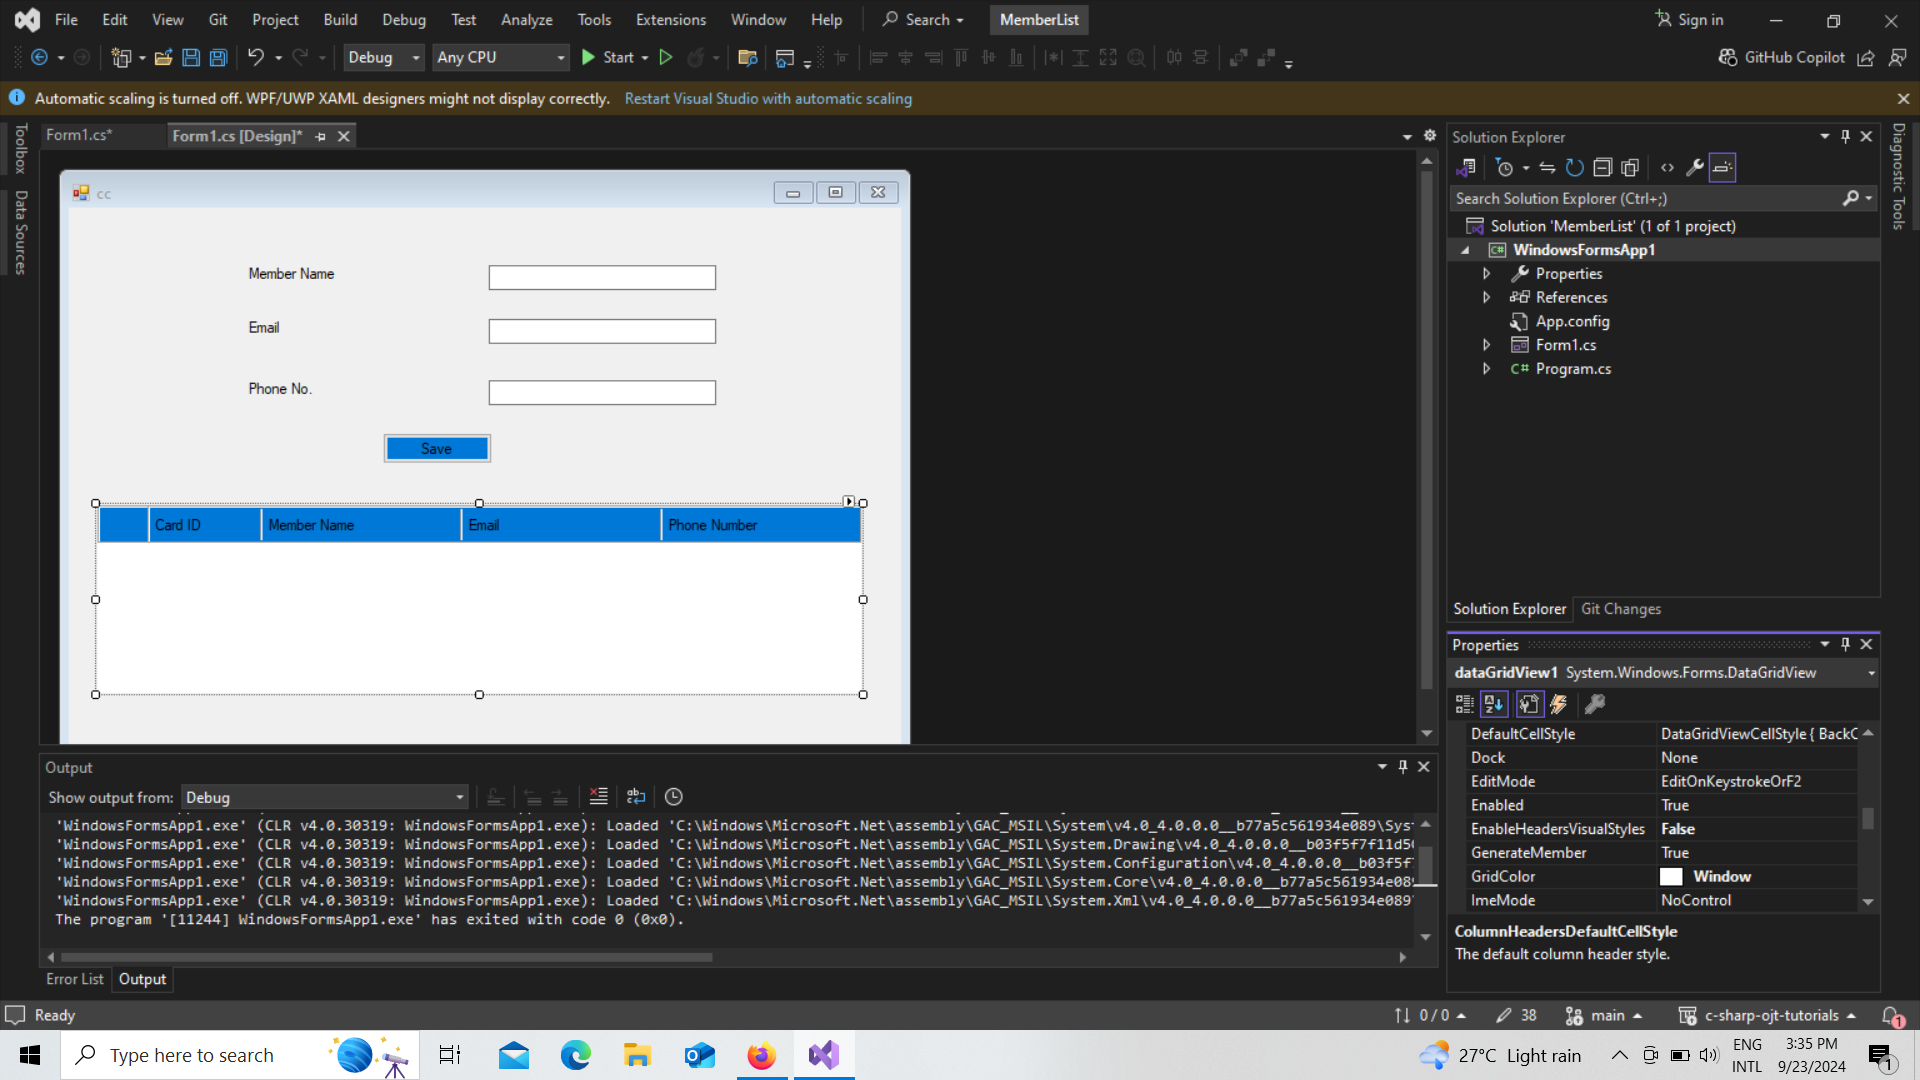 File Edit View Git Project Build Debug Test Analyze Tools Extensions Window Help Search MemberList Sign in
Debug Any CPU Start GitHub Copilot
Automatic scaling is turned off. WPF/UWP XAML designers might not display correctly. Restart Visual Studio with automatic scaling
Toolbox
Data Sources
Form1.cs* Form1.cs [Design]*
cc
Member Name
Email
Phone No.
Save
Card ID Member Name Email Phone Number
Output
Show output from: Debug
'WindowsFormsApp1.exe' (CLR v4.0.30319: WindowsFormsApp1.exe): Loaded 'C:\Windows\Microsoft.Net\assembly\GAC_MSIL\System\v4.0_4.0.0.0__b77a5c561934e089\Syst
'WindowsFormsApp1.exe' (CLR v4.0.30319: WindowsFormsApp1.exe): Loaded 'C:\Windows\Microsoft.Net\assembly\GAC_MSIL\System.Drawing\v4.0_4.0.0.0__b03f5f7f11d50
'WindowsFormsApp1.exe' (CLR v4.0.30319: WindowsFormsApp1.exe): Loaded 'C:\Windows\Microsoft.Net\assembly\GAC_MSIL\System.Configuration\v4.0_4.0.0.0__b03f5f7
'WindowsFormsApp1.exe' (CLR v4.0.30319: WindowsFormsApp1.exe): Loaded 'C:\Windows\Microsoft.Net\assembly\GAC_MSIL\System.Core\v4.0_4.0.0.0__b77a5c561934e089
'WindowsFormsApp1.exe' (CLR v4.0.30319: WindowsFormsApp1.exe): Loaded 'C:\Windows\Microsoft.Net\assembly\GAC_MSIL\System.Xml\v4.0_4.0.0.0__b77a5c561934e089
The program '[11244] WindowsFormsApp1.exe' has exited with code 0 (0x0).
Error List Output
Solution Explorer
Search Solution Explorer (Ctrl+;)
Solution 'MemberList' (1 of 1 project)
C# WindowsFormsApp1
Properties
References
App.config
Form1.cs
C# Program.cs
Solution Explorer Git Changes
Diagnostic Tools
Properties
dataGridView1 System.Windows.Forms.DataGridView
DefaultCellStyle DataGridViewCellStyle { BackC
Dock None
EditMode EditOnKeystrokeOrF2
Enabled True
EnableHeadersVisualStyles False
GenerateMember True
GridColor Window
ImeMode NoControl
ColumnHeadersDefaultCellStyle
The default column header style.
Ready 0 / 0 38 main c-sharp-ojt-tutorials 1
Type here to search 27°C Light rain ENG INTL 3:35 PM 9/23/2024 1